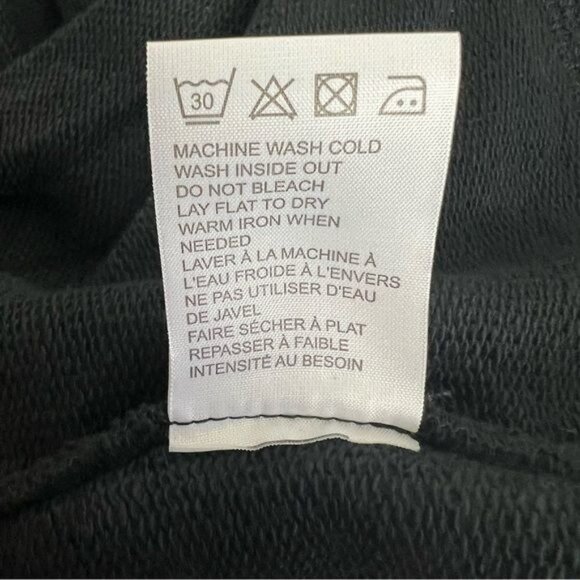 30
MACHINE WASH COLD
WASH INSIDE OUT
DO NOT BLEACH
LAY FLAT TO DRY
WARM IRON WHEN
NEEDED
LAVER À LA MACHINE À
L'EAU FROIDE À L'ENVERS
NE PAS UTILISER D'EAU
DE JAVEL
FAIRE SÉCHER À PLAT
REPASSER À FAIBLE
INTENSITÉ AU BESOIN